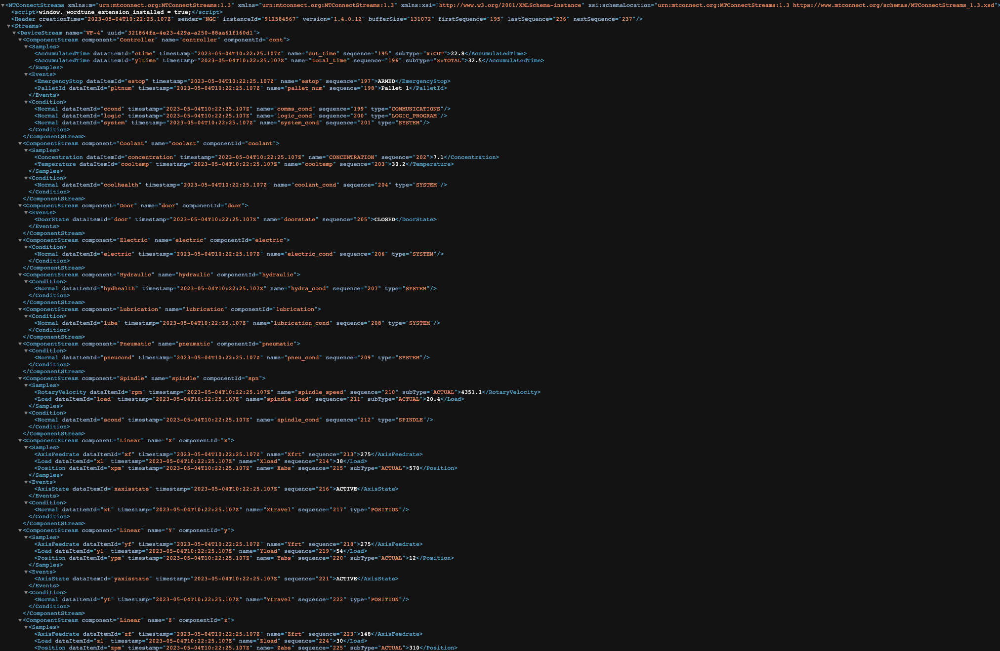 ▼<MTConnectStreams xmlns:m="urn:mtconnect.org:MTConnectStreams:1.3" xmlns="urn:mtconnect.org:MTConnectStreams:1.3" xmlns:xsi="http://www.w3.org/2001/XMLSchema-instance" xsi:schemaLocation="urn:mtconnect.org:MTConnectStreams:1.3 https://www.mtconnect.org/schemas/MTConnectStreams_1.3.xsd">
<script>window._wordtune_extension_installed = true;</script>
<Header creationTime="2023-05-04T10:22:25.107Z" sender="NGC" instanceId="912584567" version="1.4.0.12" bufferSize="131072" firstSequence="195" lastSequence="236" nextSequence="237"/>
▼<Streams>
▼<DeviceStream name="VF-4" uuid="321864fa-4e23-429a-a250-88aa61f160d1">
▼<ComponentStream component="Controller" name="controller" componentId="cont">
▼<Samples>
<AccumulatedTime dataItemId="ctime" timestamp="2023-05-04T10:22:25.107Z" name="cut_time" sequence="195" subType="x:CUT">22.8</AccumulatedTime>
<AccumulatedTime dataItemId="yltime" timestamp="2023-05-04T10:22:25.107Z" name="total_time" sequence="196" subType="x:TOTAL">32.5</AccumulatedTime>
</Samples>
▼<Events>
<EmergencyStop dataItemId="estop" timestamp="2023-05-04T10:22:25.107Z" name="estop" sequence="197">ARMED</EmergencyStop>
<PalletId dataItemId="pltnum" timestamp="2023-05-04T10:22:25.107Z" name="pallet_num" sequence="198">Pallet 1</PalletId>
</Events>
▼<Condition>
<Normal dataItemId="ccond" timestamp="2023-05-04T10:22:25.107Z" name="comms_cond" sequence="199" type="COMMUNICATIONS"/>
<Normal dataItemId="logic" timestamp="2023-05-04T10:22:25.107Z" name="logic_cond" sequence="200" type="LOGIC_PROGRAM"/>
<Normal dataItemId="system" timestamp="2023-05-04T10:22:25.107Z" name="system_cond" sequence="201" type="SYSTEM"/>
</Condition>
</ComponentStream>
▼<ComponentStream component="Coolant" name="coolant" componentId="coolant">
▼<Samples>
<Concentration dataItemId="concentration" timestamp="2023-05-04T10:22:25.107Z" name="CONCENTRATION" sequence="202">7.1</Concentration>
<Temperature dataItemId="cooltemp" timestamp="2023-05-04T10:22:25.107Z" name="cooltemp" sequence="203">30.2</Temperature>
</Samples>
▼<Condition>
<Normal dataItemId="coolhealth" timestamp="2023-05-04T10:22:25.107Z" name="coolant_cond" sequence="204" type="SYSTEM"/>
</Condition>
</ComponentStream>
▼<ComponentStream component="Door" name="door" componentId="door">
▼<Events>
<DoorState dataItemId="door" timestamp="2023-05-04T10:22:25.107Z" name="doorstate" sequence="205">CLOSED</DoorState>
</Events>
</ComponentStream>
▼<ComponentStream component="Electric" name="electric" componentId="electric">
▼<Condition>
<Normal dataItemId="electric" timestamp="2023-05-04T10:22:25.107Z" name="electric_cond" sequence="206" type="SYSTEM"/>
</Condition>
</ComponentStream>
▼<ComponentStream component="Hydraulic" name="hydraulic" componentId="hydraulic">
▼<Condition>
<Normal dataItemId="hydhealth" timestamp="2023-05-04T10:22:25.107Z" name="hydra_cond" sequence="207" type="SYSTEM"/>
</Condition>
</ComponentStream>
▼<ComponentStream component="Lubrication" name="lubrication" componentId="lubrication">
▼<Condition>
<Normal dataItemId="lube" timestamp="2023-05-04T10:22:25.107Z" name="lubrication_cond" sequence="208" type="SYSTEM"/>
</Condition>
</ComponentStream>
▼<ComponentStream component="Pneumatic" name="pneumatic" componentId="pneumatic">
▼<Condition>
<Normal dataItemId="pneucond" timestamp="2023-05-04T10:22:25.107Z" name="pneu_cond" sequence="209" type="SYSTEM"/>
</Condition>
</ComponentStream>
▼<ComponentStream component="Spindle" name="spindle" componentId="spn">
▼<Samples>
<RotaryVelocity dataItemId="rpm" timestamp="2023-05-04T10:22:25.107Z" name="spindle_speed" sequence="210" subType="ACTUAL">4351.1</RotaryVelocity>
<Load dataItemId="load" timestamp="2023-05-04T10:22:25.107Z" name="spindle_load" sequence="211" subType="ACTUAL">20.4</Load>
</Samples>
▼<Condition>
<Normal dataItemId="scond" timestamp="2023-05-04T10:22:25.107Z" name="spindle_cond" sequence="212" type="SPINDLE"/>
</Condition>
</ComponentStream>
▼<ComponentStream component="Linear" name="X" componentId="x">
▼<Samples>
<AxisFeedrate dataItemId="xf" timestamp="2023-05-04T10:22:25.107Z" name="Xfrt" sequence="213">275</AxisFeedrate>
<Load dataItemId="xl" timestamp="2023-05-04T10:22:25.107Z" name="Xload" sequence="214">38</Load>
<Position dataItemId="xpm" timestamp="2023-05-04T10:22:25.107Z" name="Xabs" sequence="215" subType="ACTUAL">570</Position>
</Samples>
▼<Events>
<AxisState dataItemId="xaxisstate" timestamp="2023-05-04T10:22:25.107Z" sequence="216">ACTIVE</AxisState>
</Events>
▼<Condition>
<Normal dataItemId="xt" timestamp="2023-05-04T10:22:25.107Z" name="Xtravel" sequence="217" type="POSITION"/>
</Condition>
</ComponentStream>
▼<ComponentStream component="Linear" name="Y" componentId="y">
▼<Samples>
<AxisFeedrate dataItemId="yf" timestamp="2023-05-04T10:22:25.107Z" name="Yfrt" sequence="218">275</AxisFeedrate>
<Load dataItemId="yl" timestamp="2023-05-04T10:22:25.107Z" name="Yload" sequence="219">54</Load>
<Position dataItemId="ypm" timestamp="2023-05-04T10:22:25.107Z" name="Yabs" sequence="220" subType="ACTUAL">12</Position>
</Samples>
▼<Events>
<AxisState dataItemId="yaxisstate" timestamp="2023-05-04T10:22:25.107Z" sequence="221">ACTIVE</AxisState>
</Events>
▼<Condition>
<Normal dataItemId="yt" timestamp="2023-05-04T10:22:25.107Z" name="Ytravel" sequence="222" type="POSITION"/>
</Condition>
</ComponentStream>
▼<ComponentStream component="Linear" name="Z" componentId="z">
▼<Samples>
<AxisFeedrate dataItemId="zf" timestamp="2023-05-04T10:22:25.107Z" name="Zfrt" sequence="223">148</AxisFeedrate>
<Load dataItemId="zl" timestamp="2023-05-04T10:22:25.107Z" name="Zload" sequence="224">30</Load>
<Position dataItemId="zpm" timestamp="2023-05-04T10:22:25.107Z" name="Zabs" sequence="225" subType="ACTUAL">310</Position>